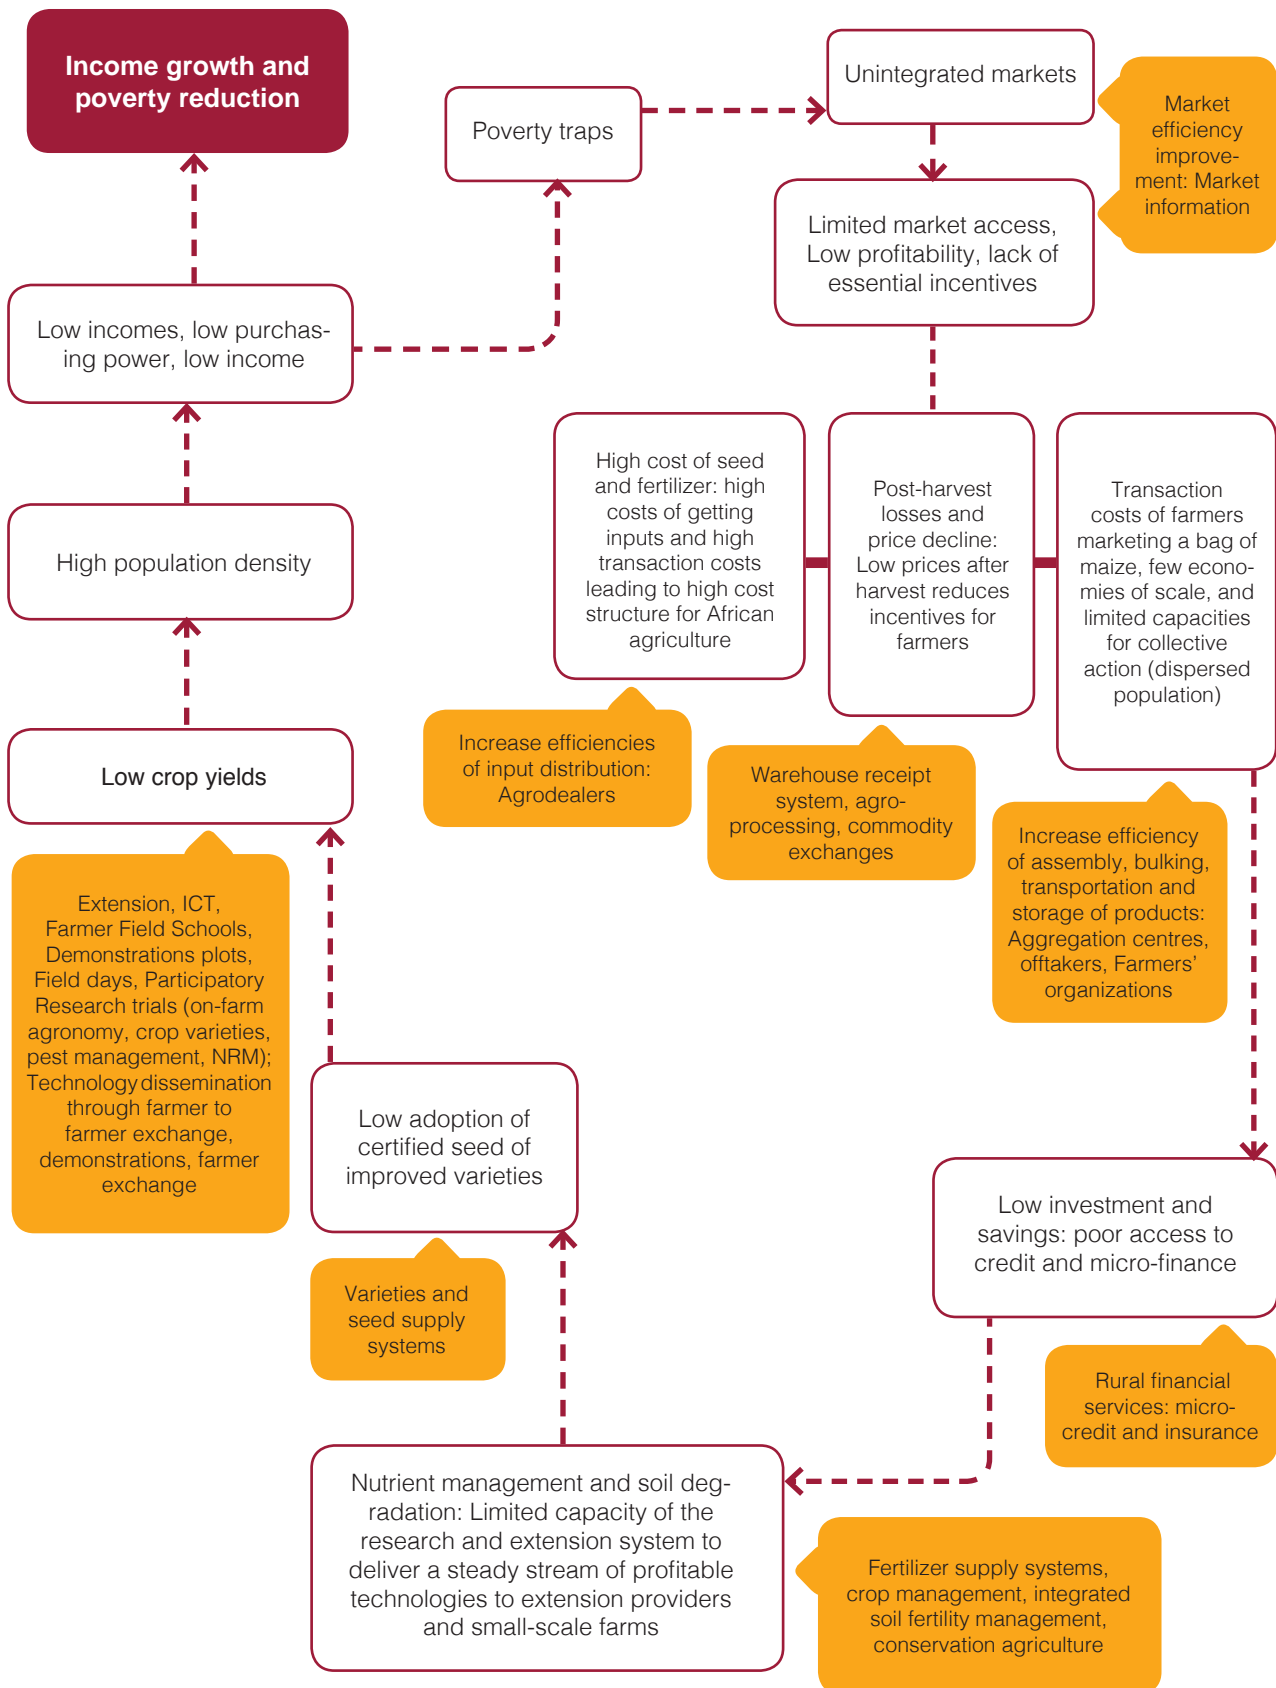 Income growth and
poverty reduction
Poverty traps
Unintegrated markets
Market
efficiency
improve-
ment: Market
information
Limited market access,
Low profitability, lack of
essential incentives
Low incomes, low purchas-
ing power, low income
High cost of seed
and fertilizer: high
costs of getting
inputs and high
transaction costs
leading to high cost
structure for African
agriculture
Post-harvest
losses and
price decline:
Low prices after
harvest reduces
incentives for
farmers
Transaction
costs of farmers
marketing a bag of
maize, few econo-
mies of scale, and
limited capacities
for collective
action (dispersed
population)
High population density
Low crop yields
Increase efficiencies
of input distribution:
Agrodealers
Warehouse receipt
system, agro-
processing, commodity
exchanges
Increase efficiency
of assembly, bulking,
transportation and
storage of products:
Aggregation centres,
offtakers, Farmers'
organizations
Extension, ICT,
Farmer Field Schools,
Demonstrations plots,
Field days, Participatory
Research trials (on-farm
agronomy, crop varieties,
pest management, NRM);
Technology dissemination
through farmer to
farmer exchange,
demonstrations, farmer
exchange
Low adoption of
certified seed of
improved varieties
Low investment and
savings: poor access to
credit and micro-finance
Varieties and
seed supply
systems
Rural financial
services: micro-
credit and insurance
Nutrient management and soil deg-
radation: Limited capacity of the
research and extension system to
deliver a steady stream of profitable
technologies to extension providers
and small-scale farms
Fertilizer supply systems,
crop management, integrated
soil fertility management,
conservation agriculture